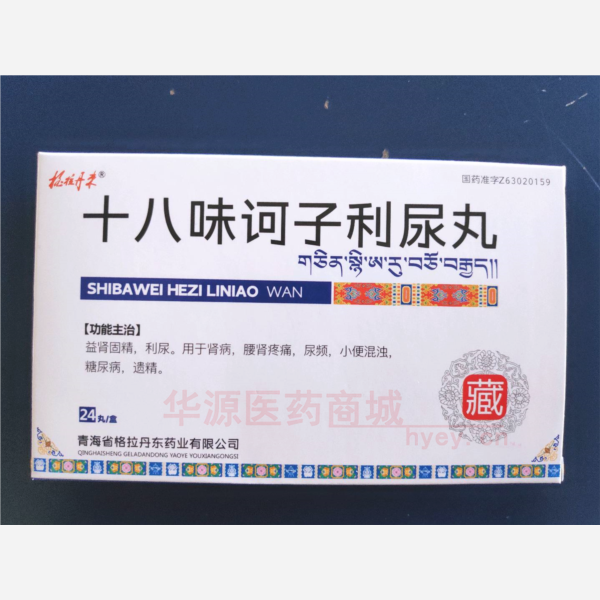 格拉丹东®
国药准字Z63020159
十八味诃子利尿丸
གཅིན་སྙི་ཨ་རུ་བཅོ་བརྒྱད།།
SHIBAWEI HEZI LINIAO WAN
【功能主治】
益肾固精，利尿。用于肾病，腰肾疼痛，尿频，小便混浊，
糖尿病，遗精。
藏
24丸/盒
华源医药商城
青海省格拉丹东药业有限公司
QINGHAISHENG GELADANDONG YAOYE YOUXIANGONGSI